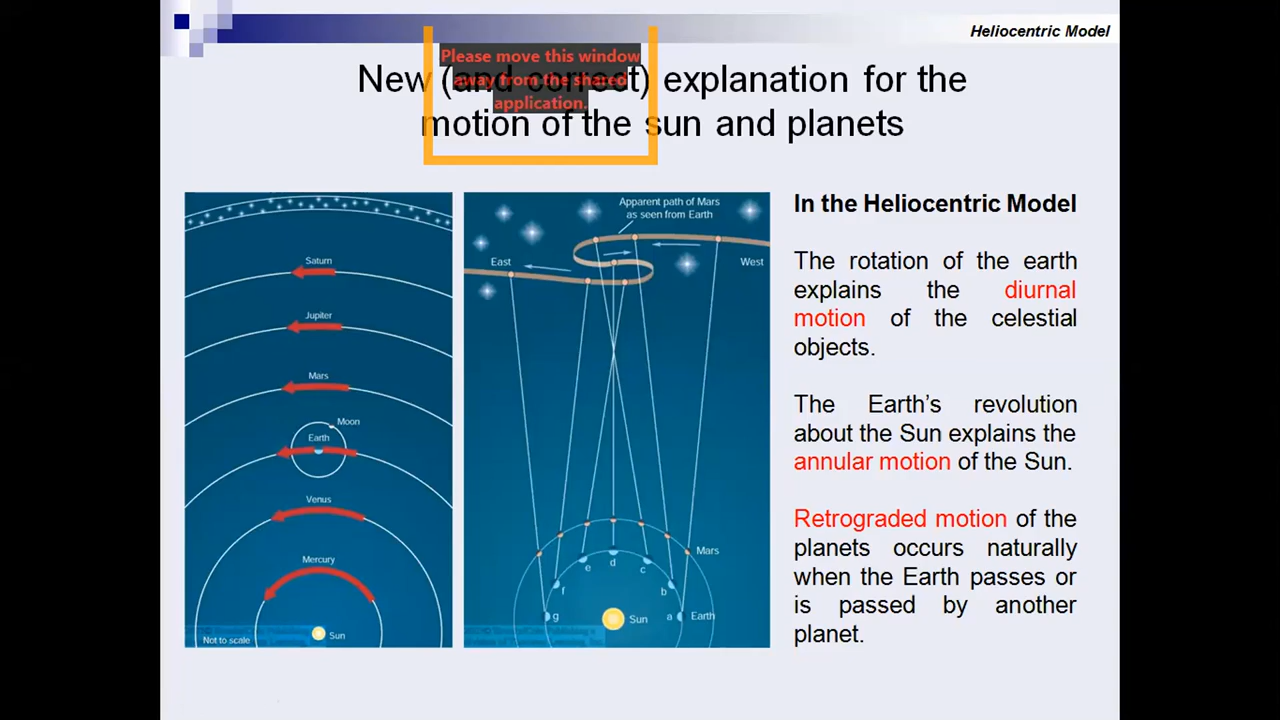 Heliocentric Model
Please move this window
away from the shared
application.
New (and correct) explanation for the
motion of the sun and planets
Saturn
Jupiter
Mars
Moon
Earth
Venus
Mercury
Sun
Not to scale
Apparent path of Mars
as seen from Earth
East
West
Mars
e
d
c
f
b
g
Sun
a
Earth
In the Heliocentric Model
The rotation of the earth
explains the diurnal
motion of the celestial
objects.
The Earth's revolution
about the Sun explains the
annular motion of the Sun.
Retrograded motion of the
planets occurs naturally
when the Earth passes or
is passed by another
planet.